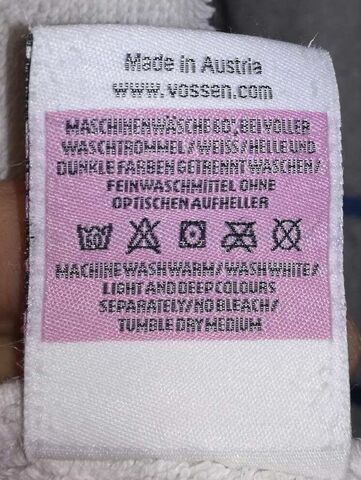 Made in Austria
www.vossen.com
MASCHINENWÄSCHE 60°, BEI VOLLER
WASCHTROMMEL / WEISS / HELLE UND
DUNKLE FARBEN GETRENNT WASCHEN /
FEINWASCHMITTEL OHNE
OPTISCHEN AUFHELLER
60
MACHINE WASH WARM / WASH WHITE /
LIGHT AND DEEP COLOURS
SEPARATELY / NO BLEACH /
TUMBLE DRY MEDIUM